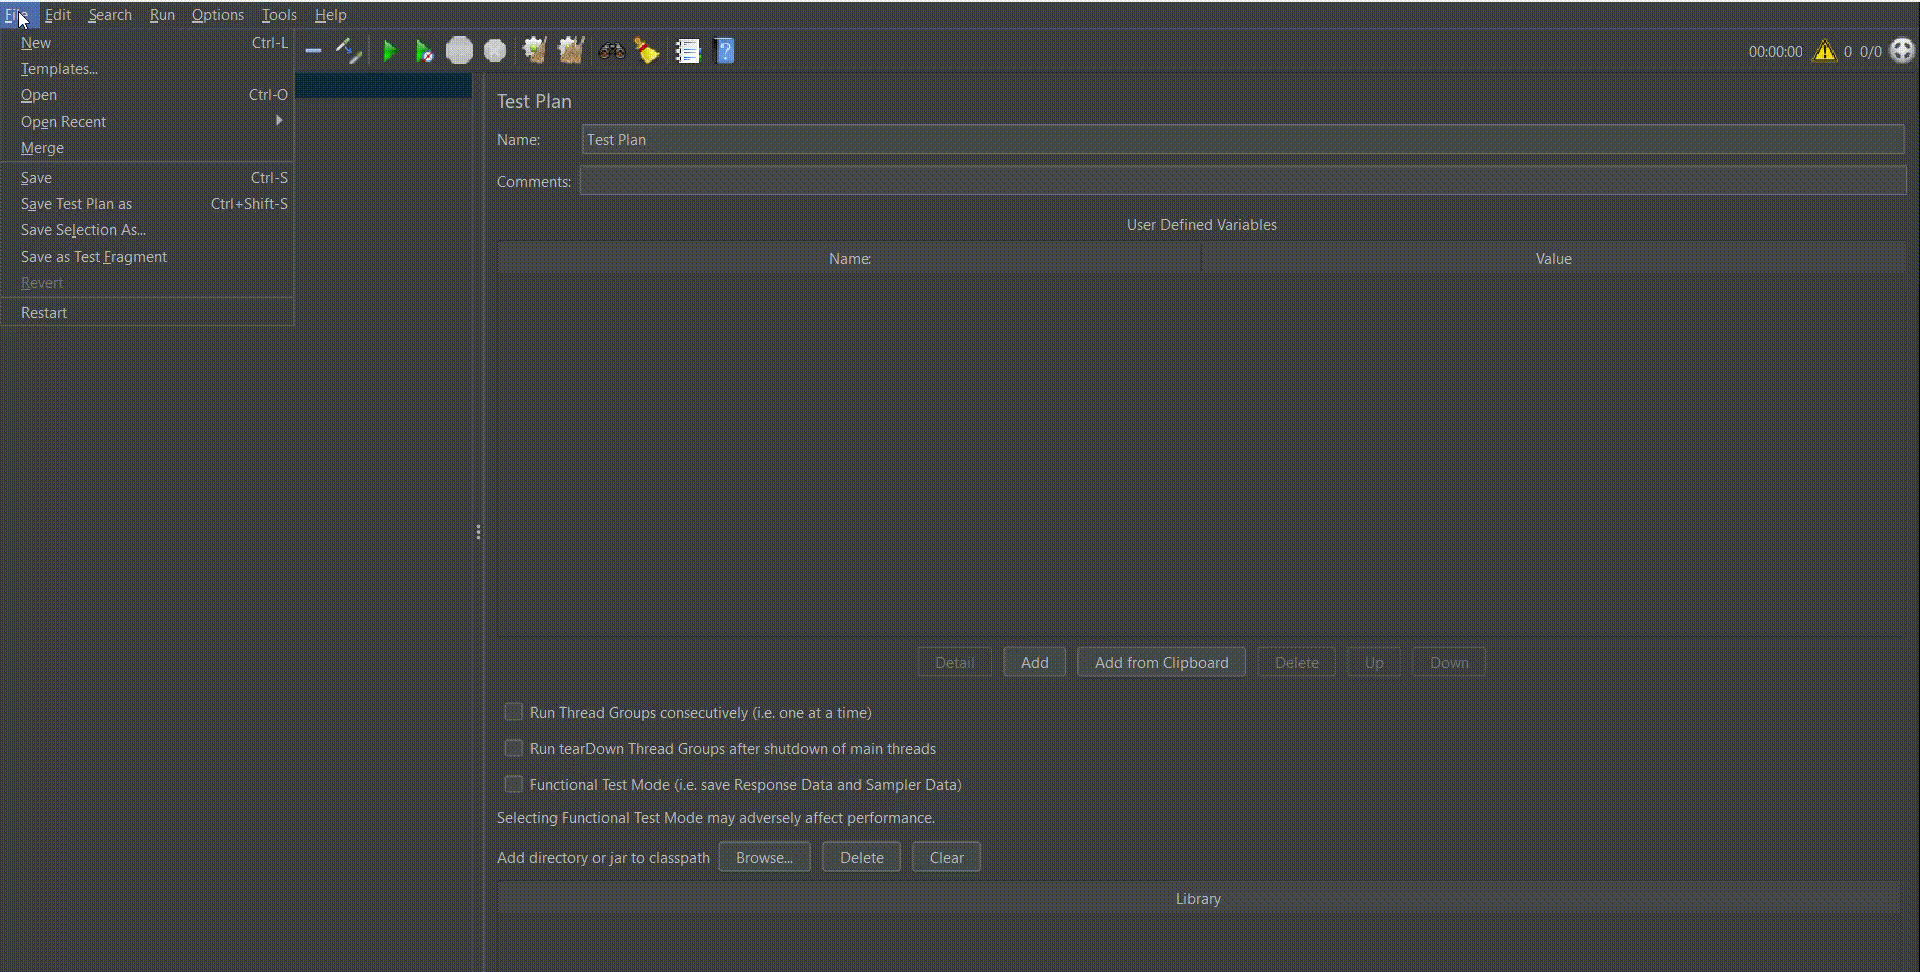 File Edit Search Run Options Tools Help
New Ctrl-L
Templates...
Open Ctrl-O
Open Recent
Merge
Save Ctrl-S
Save Test Plan as Ctrl+Shift-S
Save Selection As...
Save as Test Fragment
Revert
Restart
00:00:00 0 0/0
Test Plan
Name: Test Plan
Comments:
User Defined Variables
Name: Value
Detail Add Add from Clipboard Delete Up Down
Run Thread Groups consecutively (i.e. one at a time)
Run tearDown Thread Groups after shutdown of main threads
Functional Test Mode (i.e. save Response Data and Sampler Data)
Selecting Functional Test Mode may adversely affect performance.
Add directory or jar to classpath Browse... Delete Clear
Library